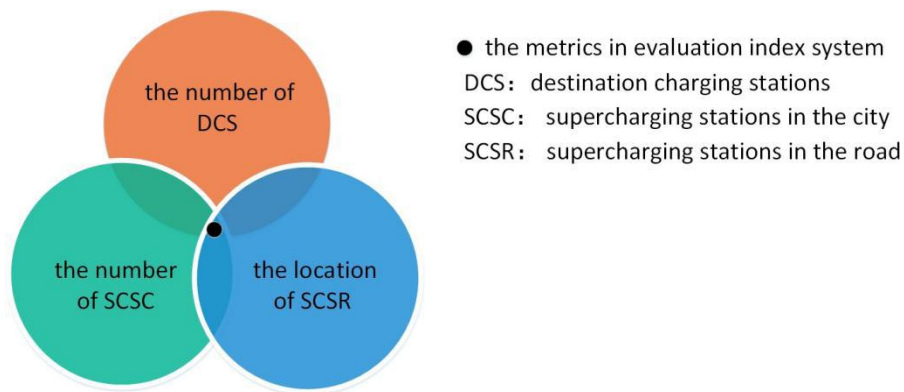 the number of
DCS
the number
of SCSC
the location
of SCSR
the metrics in evaluation index system
DCS: destination charging stations
SCSC: supercharging stations in the city
SCSR: supercharging stations in the road